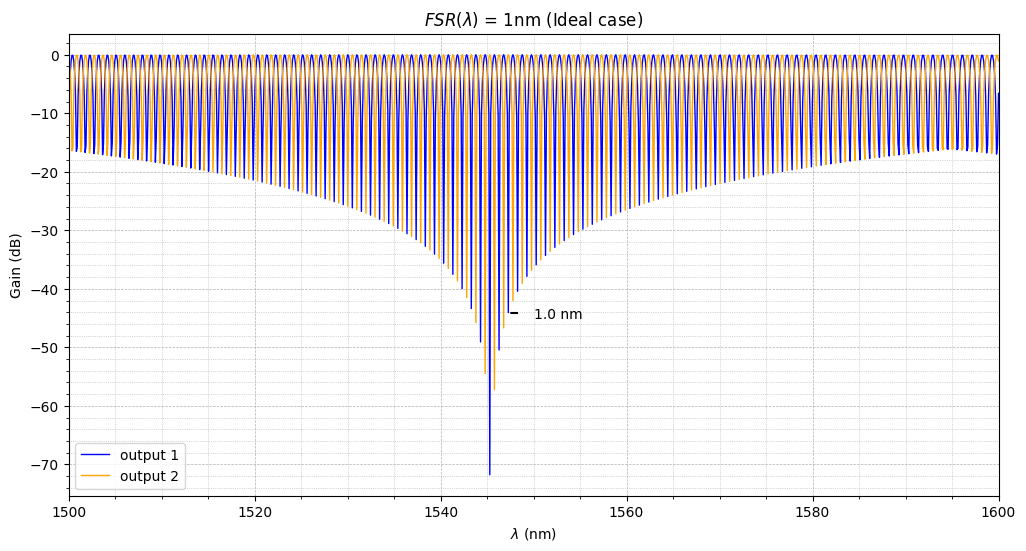 FSR(λ) = 1nm (Ideal case)
Gain (dB)
0
−10
−20
−30
−40
−50
−60
−70
1.0 nm
output 1
output 2
1500 1520 1540 1560 1580 1600
λ (nm)